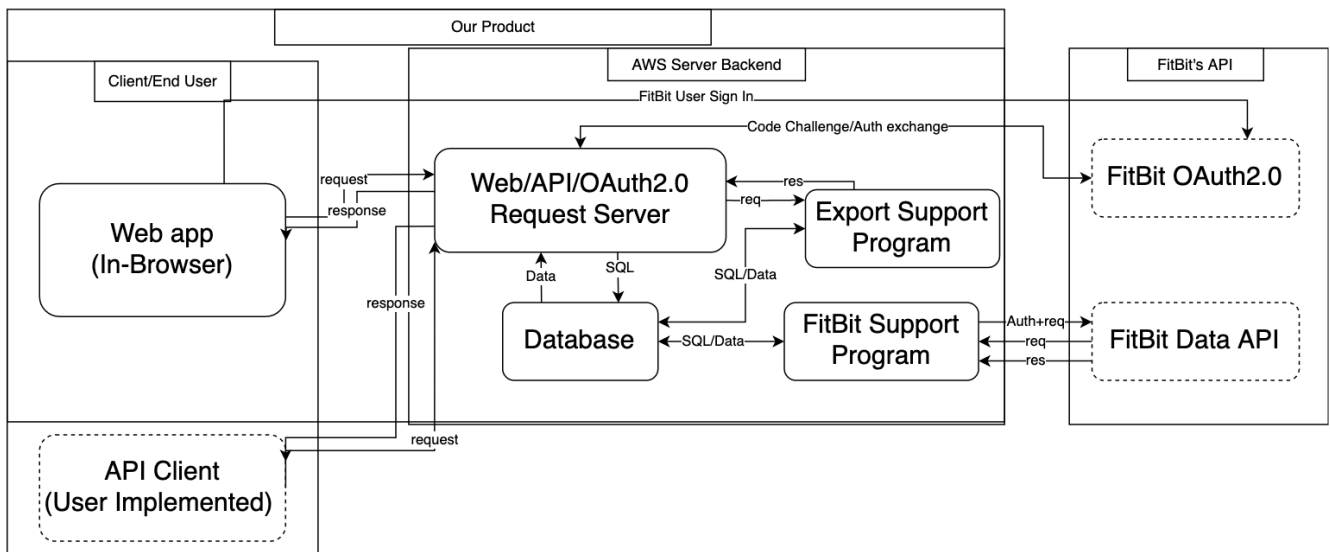 Our Product
Client/End User
AWS Server Backend
FitBit's API
FitBit User Sign In
Code Challenge/Auth exchange
Web app
(In-Browser)
request
response
Web/API/OAuth2.0
Request Server
res
req
Export Support
Program
FitBit OAuth2.0
Data
SQL
SQL/Data
response
Database
SQL/Data
FitBit Support
Program
Auth+req
req
res
FitBit Data API
request
API Client
(User Implemented)